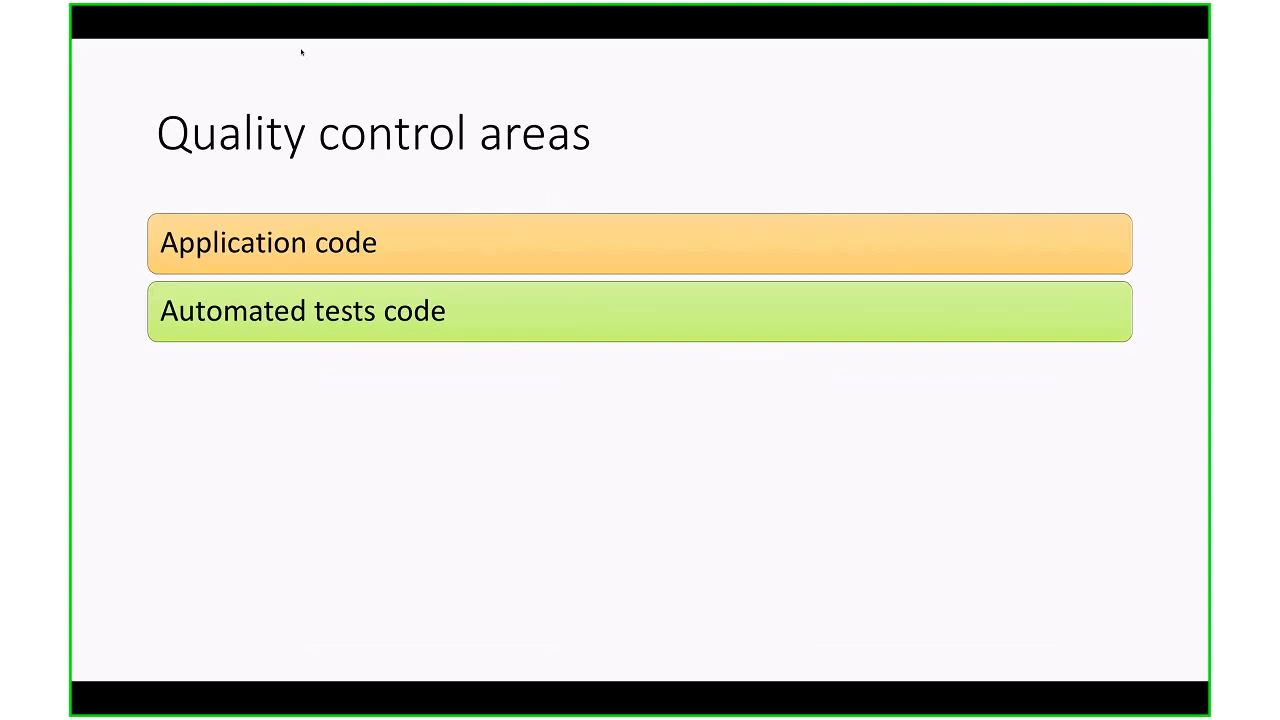 Quality control areas
Application code
Automated tests code